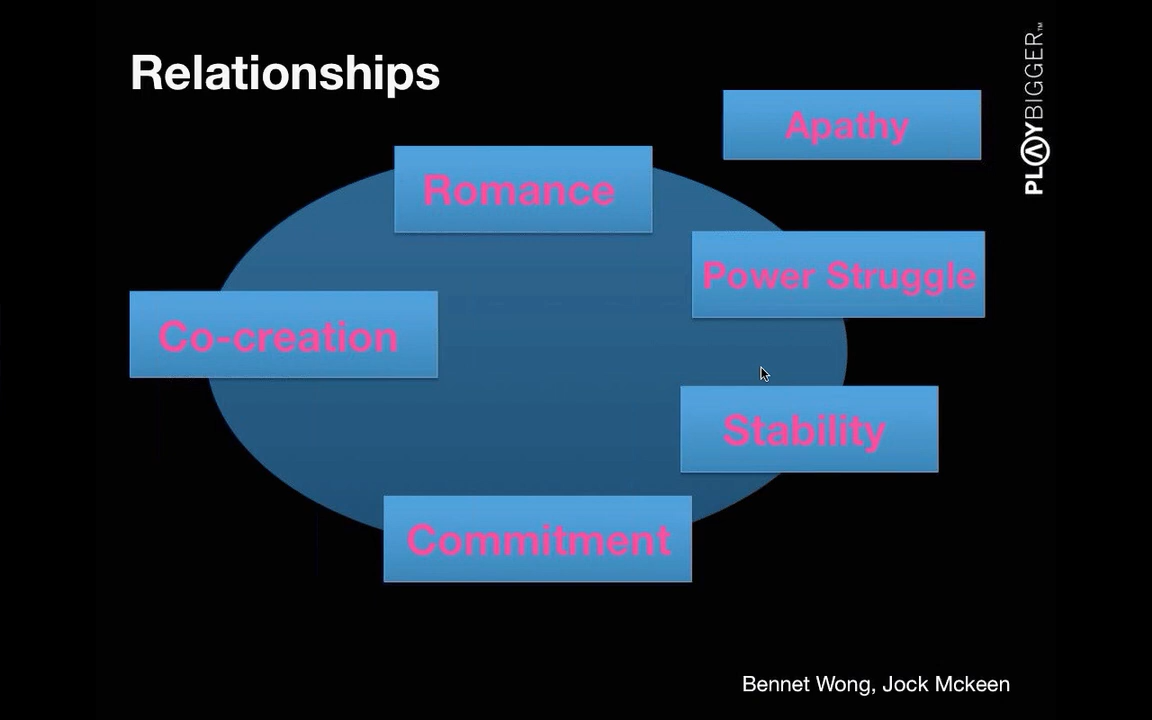 Relationships
PLAYBIGGER™
Apathy
Romance
Power Struggle
Co-creation
Stability
Commitment
Bennet Wong, Jock Mckeen